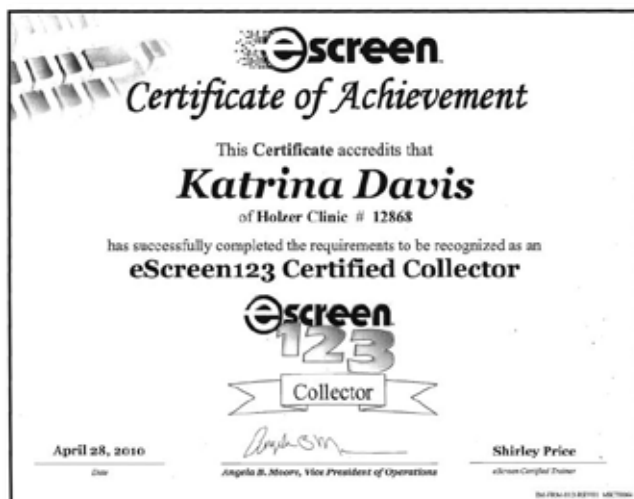 escreen
Certificate of Achievement
This Certificate accredits that
Katrina Davis
of Holzer Clinic # 12868
has successfully completed the requirements to be recognized as an
eScreen123 Certified Collector
escreen
123
Collector
April 28, 2010
Shirley Price
Date
Angela B. Moore, Vice President of Operations
eScreen Certified Trainer